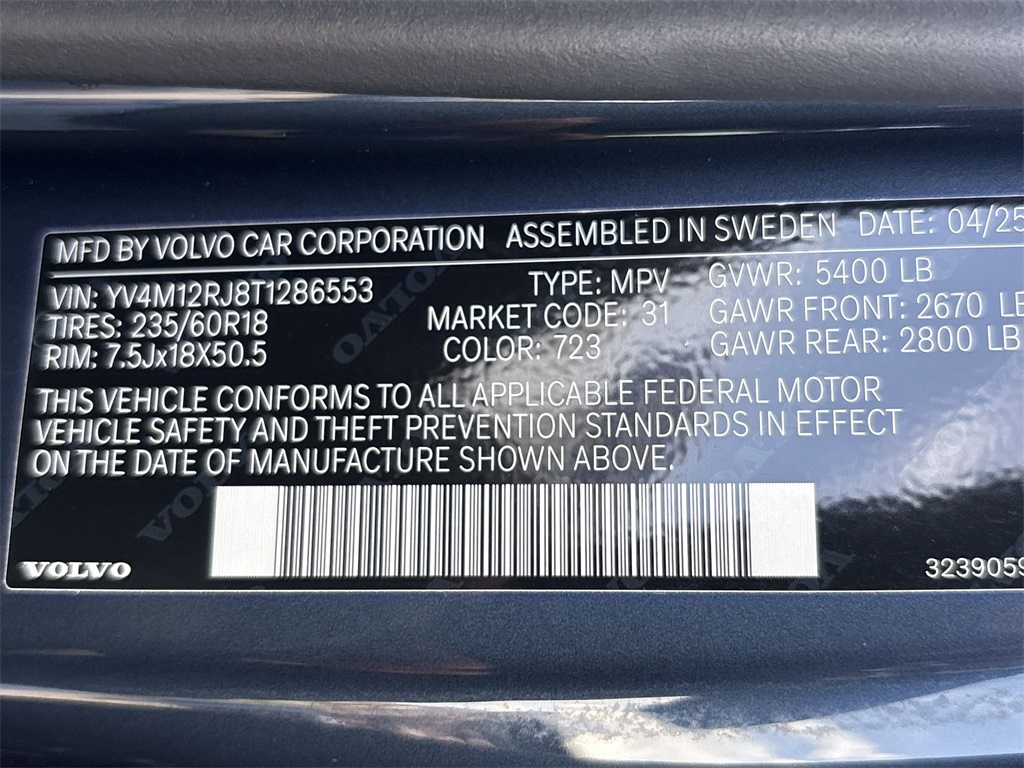 MFD BY VOLVO CAR CORPORATION ASSEMBLED IN SWEDEN DATE: 04/25
VIN: YV4M12RJ8T1286553 TYPE: MPV GVWR: 5400 LB
TIRES: 235/60R18 MARKET CODE: 31 GAWR FRONT: 2670 LB
RIM: 7.5Jx18X50.5 COLOR: 723 GAWR REAR: 2800 LB
THIS VEHICLE CONFORMS TO ALL APPLICABLE FEDERAL MOTOR
VEHICLE SAFETY AND THEFT PREVENTION STANDARDS IN EFFECT
ON THE DATE OF MANUFACTURE SHOWN ABOVE.
VOLVO 3239059